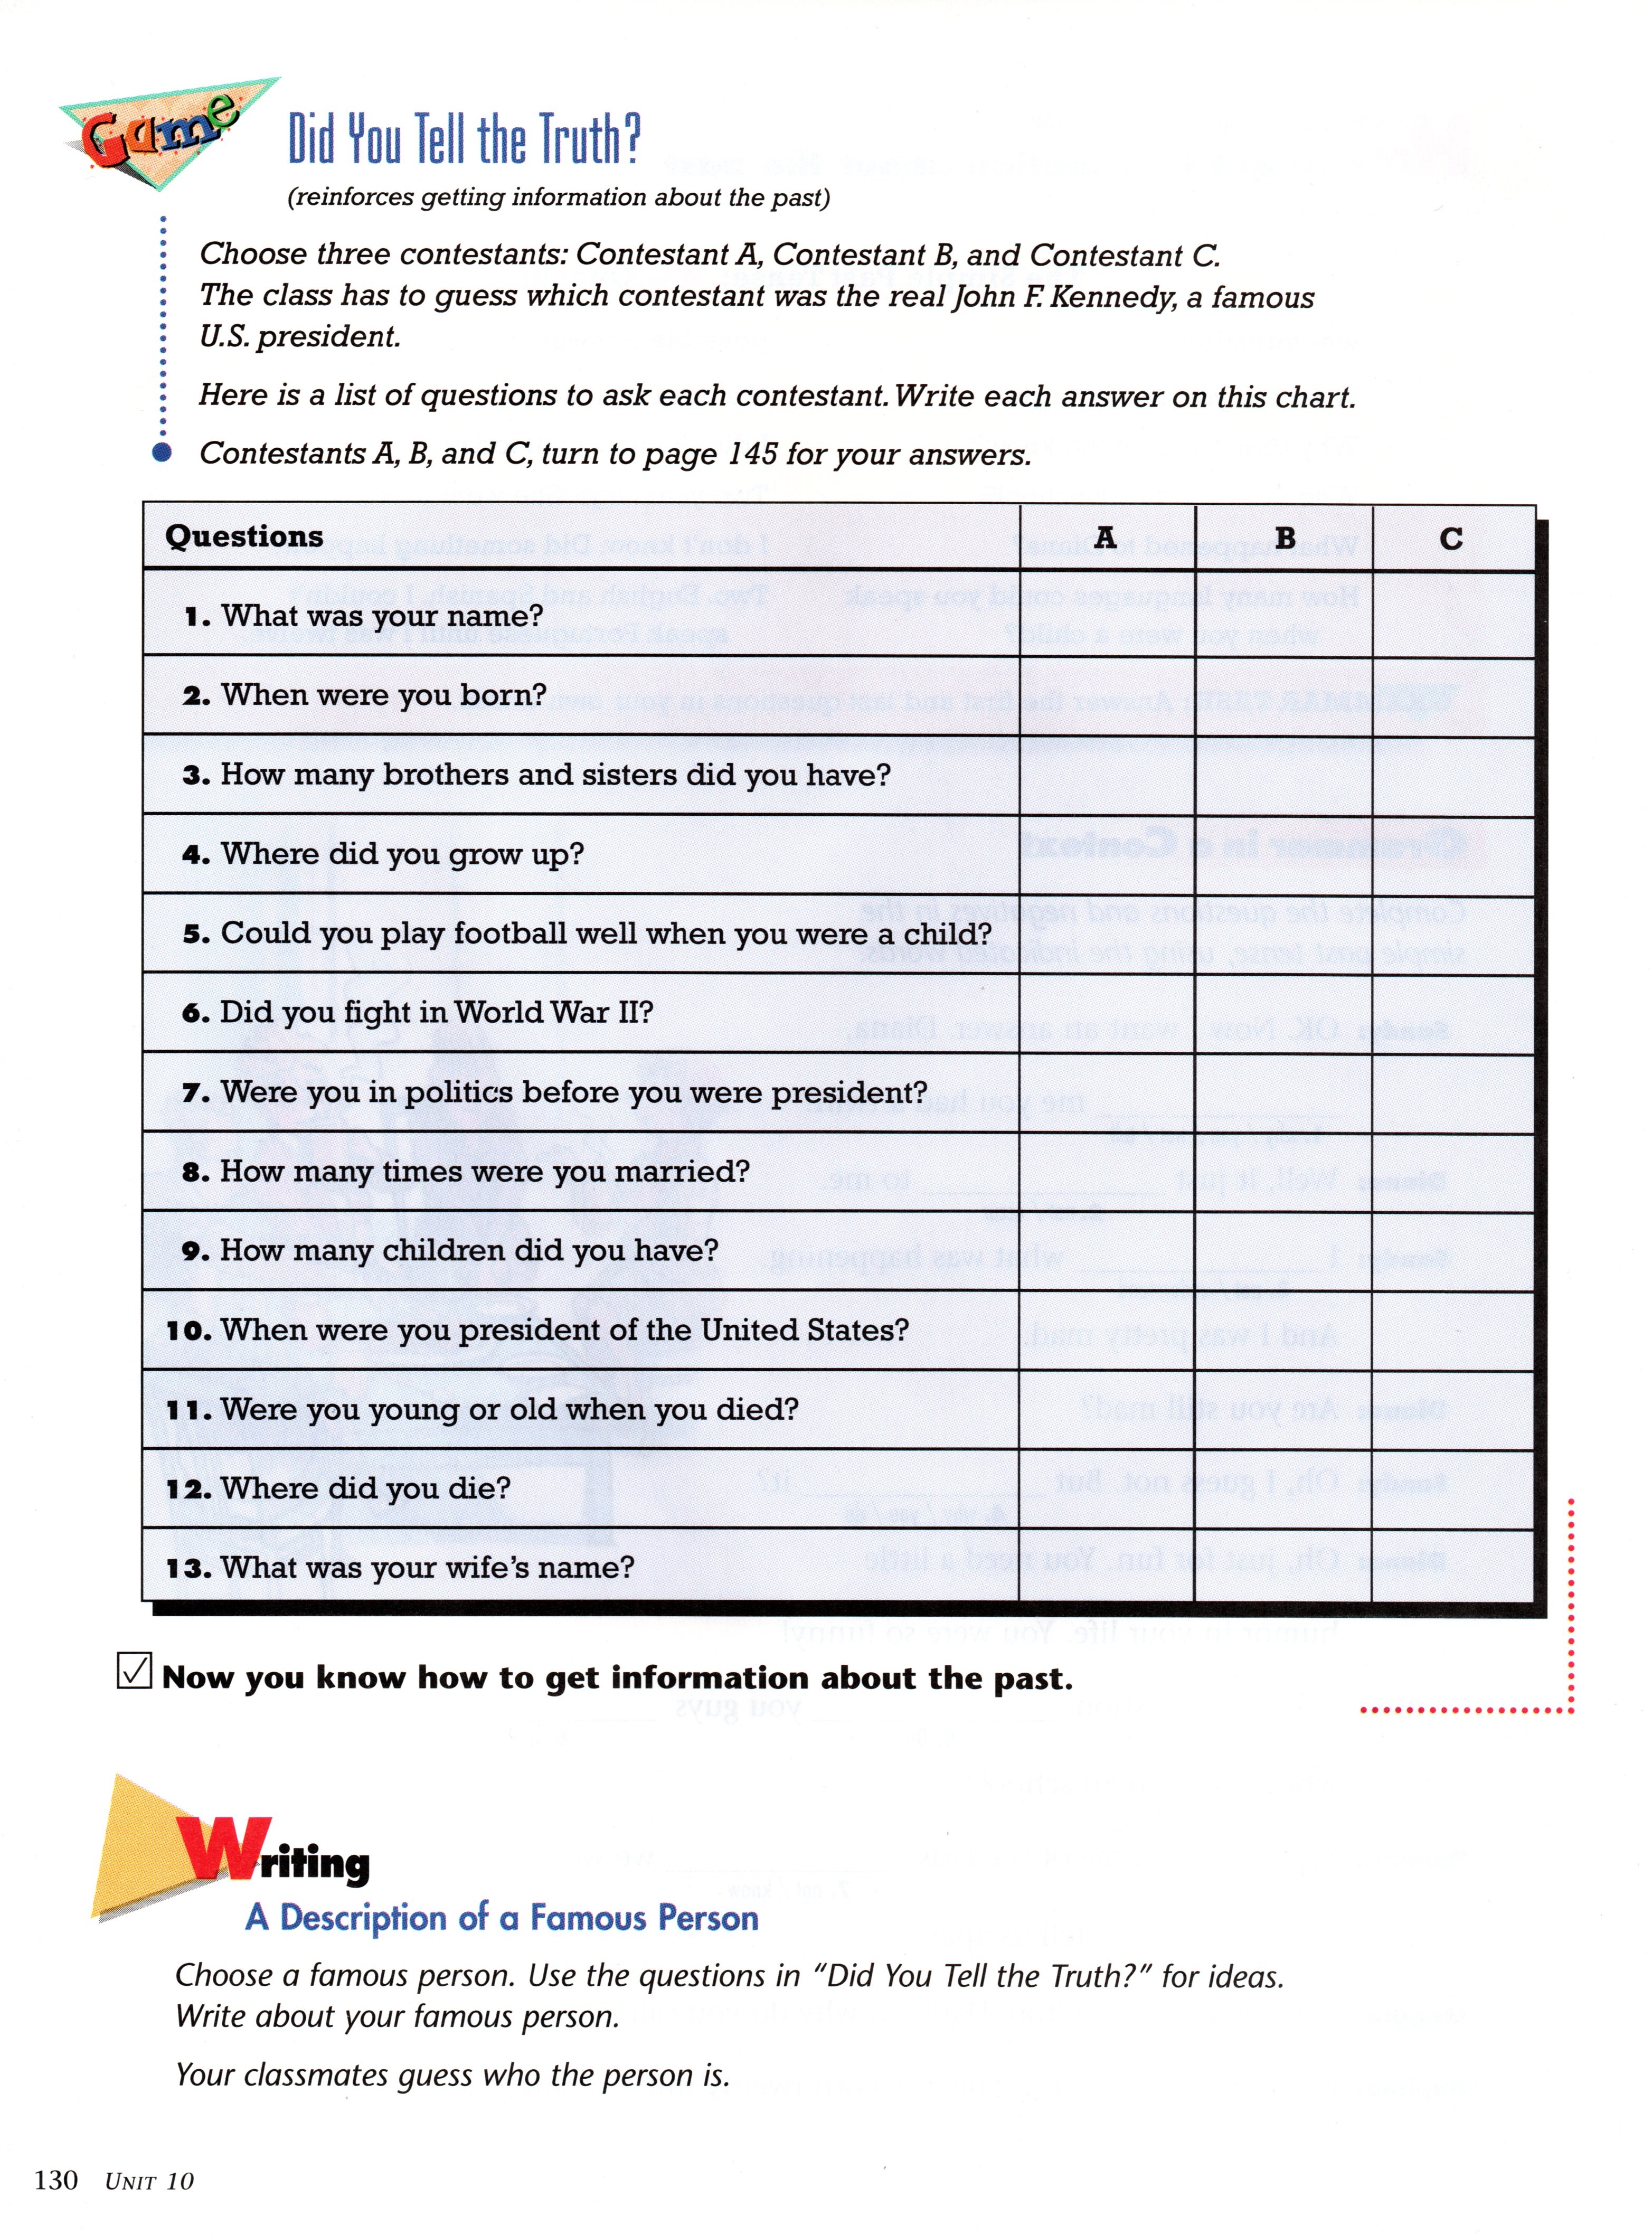 Game
Did You Tell the Truth?
(reinforces getting information about the past)
Choose three contestants: Contestant A, Contestant B, and Contestant C.
The class has to guess which contestant was the real John F. Kennedy, a famous
U.S. president.
Here is a list of questions to ask each contestant. Write each answer on this chart.
Contestants A, B, and C, turn to page 145 for your answers.
Questions A B C
1. What was your name?
2. When were you born?
3. How many brothers and sisters did you have?
4. Where did you grow up?
5. Could you play football well when you were a child?
6. Did you fight in World War II?
7. Were you in politics before you were president?
8. How many times were you married?
9. How many children did you have?
10. When were you president of the United States?
11. Were you young or old when you died?
12. Where did you die?
13. What was your wife's name?
Now you know how to get information about the past.
Writing
A Description of a Famous Person
Choose a famous person. Use the questions in "Did You Tell the Truth?" for ideas.
Write about your famous person.
Your classmates guess who the person is.
130 UNIT 10